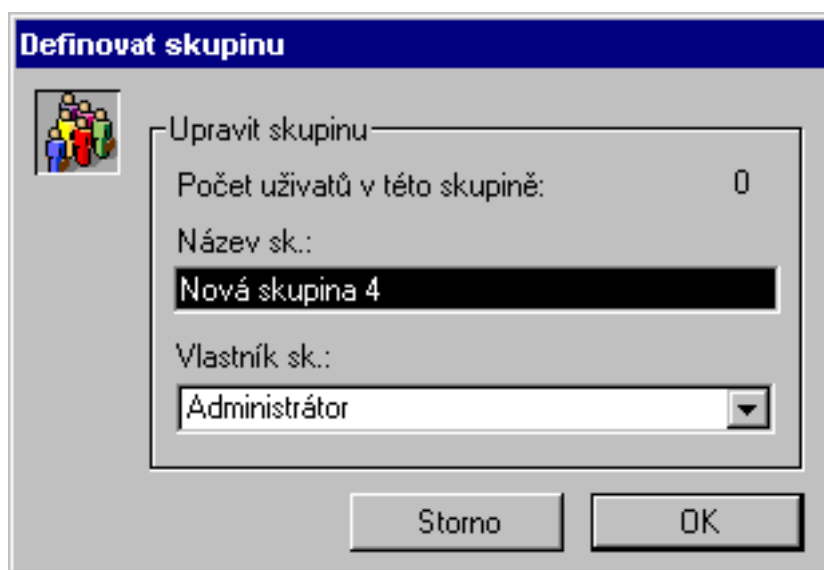 Definovat skupinu
Upravit skupinu
Počet uživatů v této skupině: 0
Název sk.:
Nová skupina 4
Vlastník sk.:
Administrátor
Storno OK